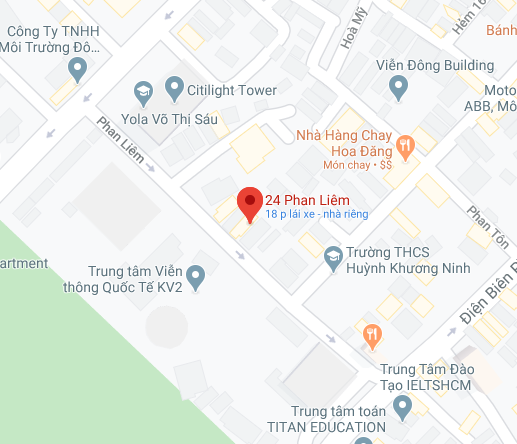 Công Ty TNHH
Môi Trường Đô...
Hoa Mỹ
Hẻm 16
Bánh
Viễn Đông Building
Citilight Tower
Moto
ABB, Mô
Yola Võ Thị Sáu
Phan Liêm
Nhà Hàng Chay
Hoa Đăng
Món chay • $$
24 Phan Liêm
18 p lái xe - nhà riêng
Phan Tôn
Trường THCS
Huỳnh Khương Ninh
artment
Trung tâm Viễn
thông Quốc Tế KV2
Điện Biên P
Trung Tâm Đào
Tạo IELTSHCM
Trung tâm toán
TITAN EDUCATION